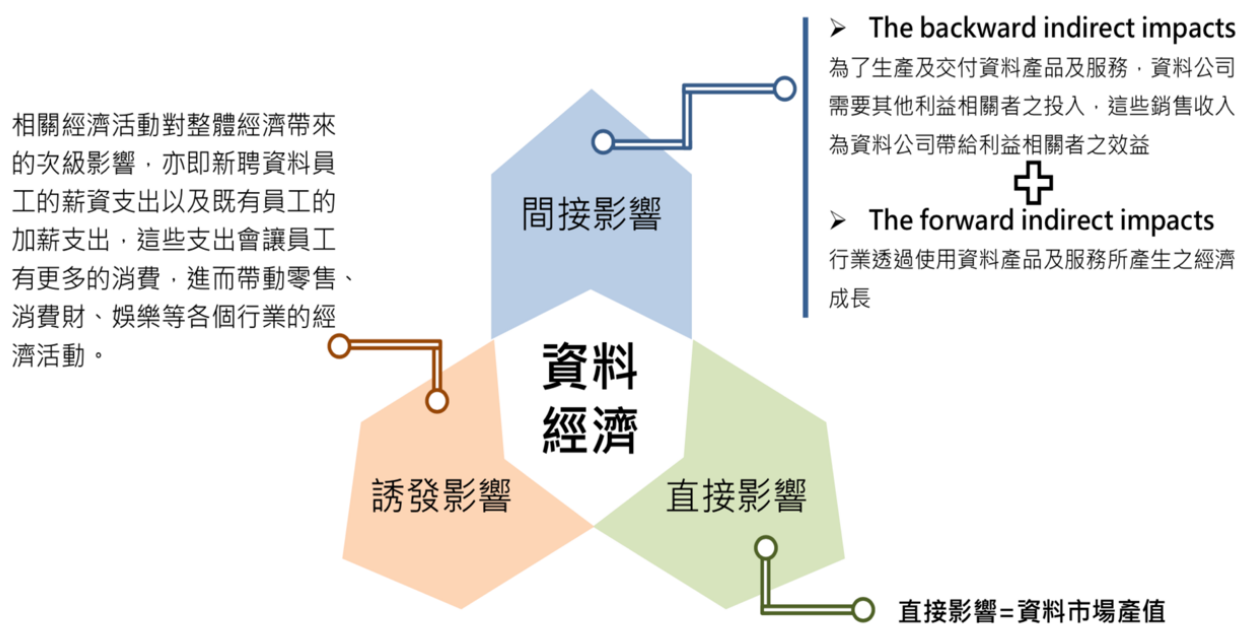 相關經濟活動對整體經濟帶來
的次級影響，亦即新聘資料員
工的薪資支出以及既有員工的
加薪支出，這些支出會讓員工
有更多的消費，進而帶動零售、
消費財、娛樂等各個行業的經
濟活動。
間接影響
➢ The backward indirect impacts
為了生產及交付資料產品及服務，資料公司
需要其他利益相關者之投入，這些銷售收入
為資料公司帶給利益相關者之效益
➢ The forward indirect impacts
行業透過使用資料產品及服務所產生之經濟
成長
資料
經濟
誘發影響
直接影響
直接影響=資料市場產值